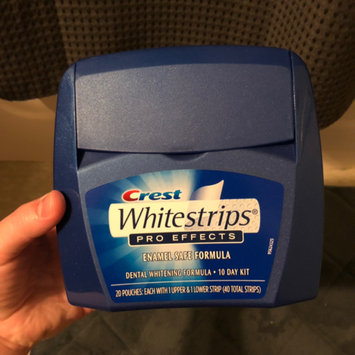 Crest
Whitestrips®
PRO EFFECTS
ENAMEL SAFE FORMULA
DENTAL WHITENING FORMULA • 10 DAY KIT
20 POUCHES: EACH WITH 1 UPPER & 1 LOWER STRIP (40 TOTAL STRIPS)